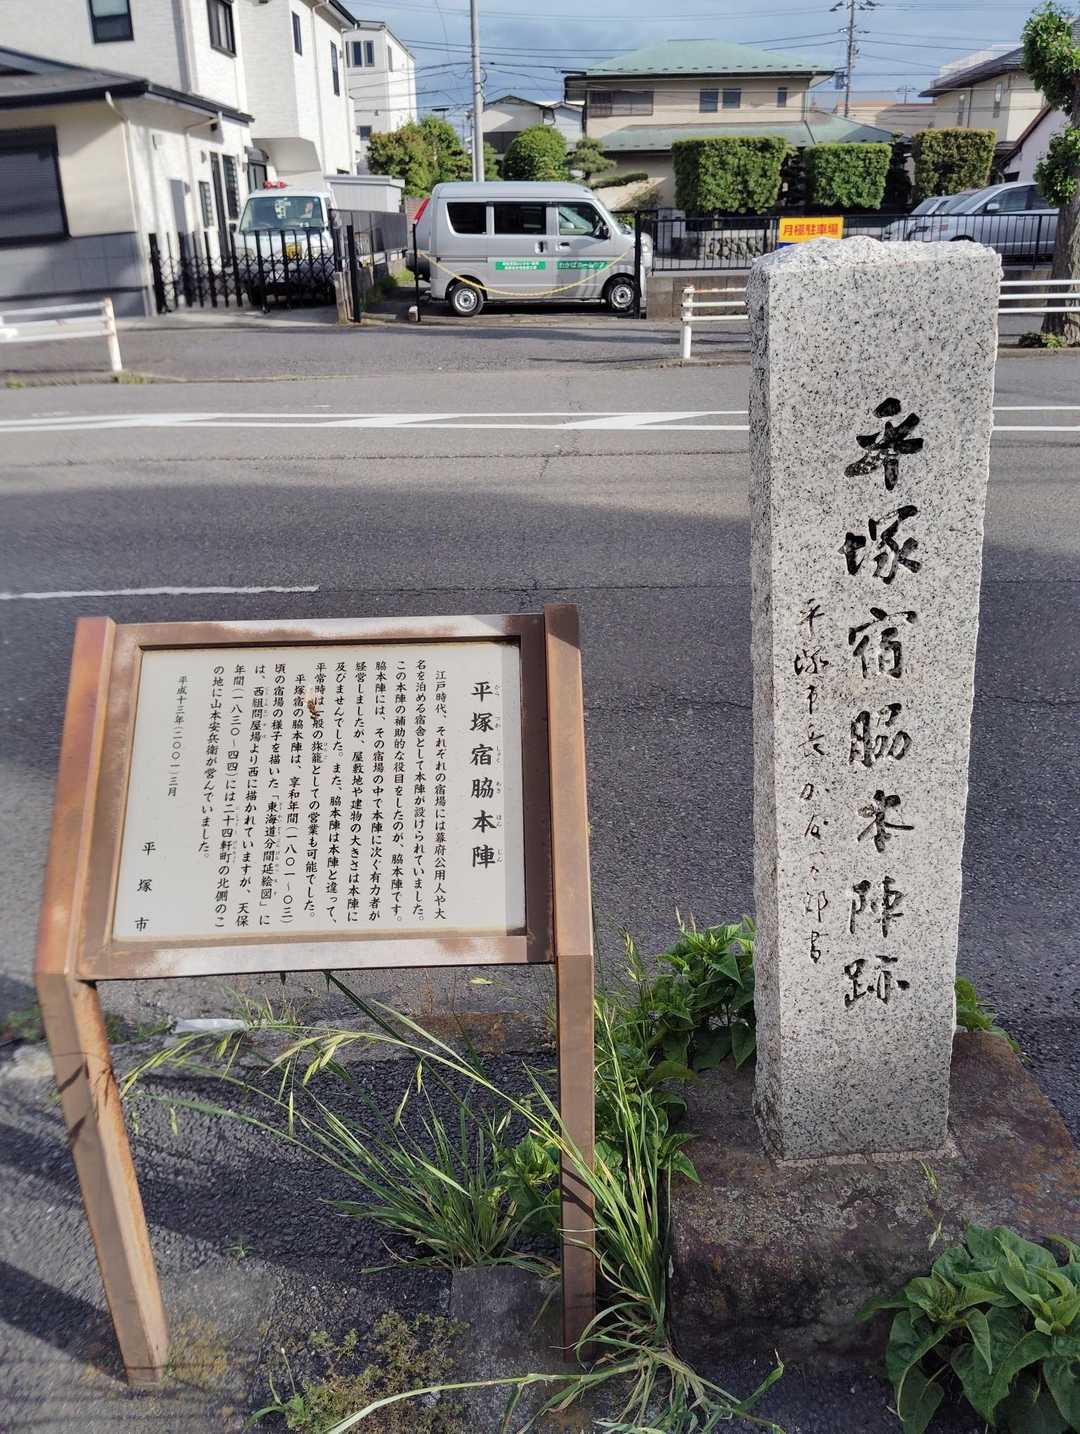 平塚宿脇本陣跡
平塚市長
郎書
平塚宿脇本陣
江戸時代、それぞれの宿場には幕府公用人や大
名を泊める宿舎として本陣が設けられていました。
この本陣の補助的な役目をしたのが、脇本陣です。
脇本陣には、その宿場の中で本陣に次ぐ有力者が
経営しましたが、屋敷地や建物の大きさは本陣に
及びませんでした。また、脇本陣は本陣と違って、
平常時は一般の旅籠としての営業も可能でした。
平塚宿の脇本陣は、享和年間(一八〇一〜〇三)
頃の宿場の様子を描いた「東海道分間延絵図」に
は、西組問屋場より西に描かれていますが、天保
年間(一八三〇〜四四)には二十四軒町の北側のこ
の地に山本安兵衛が営んでいました。
平成十三年(二〇〇一)三月
平塚市
月極駐車場